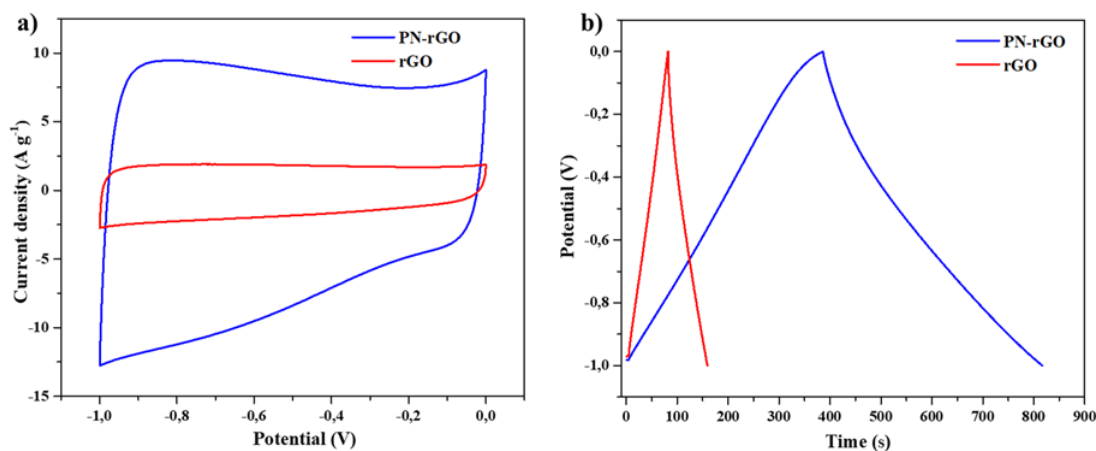 a)
PN-rGO
rGO
Current density (A g⁻¹)
10
5
0
-5
-10
-15
-1,0 -0,8 -0,6 -0,4 -0,2 0,0
Potential (V)
b)
PN-rGO
rGO
Potential (V)
0,0
-0,2
-0,4
-0,6
-0,8
-1,0
0 100 200 300 400 500 600 700 800 900
Time (s)